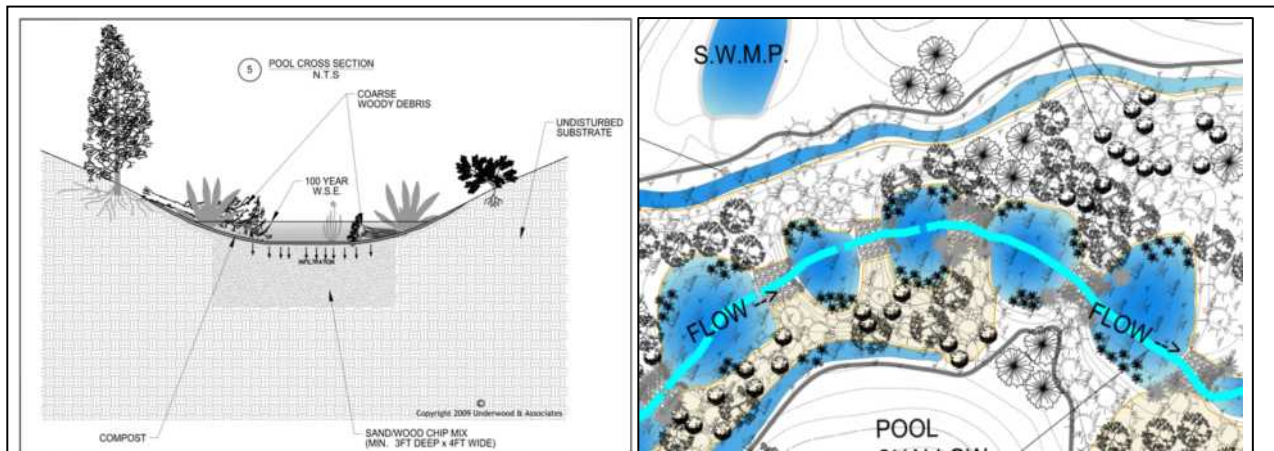 5
POOL CROSS SECTION
N.T.S
COARSE
WOODY DEBRIS
UNDISTURBED
SUBSTRATE
100 YEAR
W.S.E.
INFILTRATION
©
Copyright 2009 Underwood & Associates
COMPOST
SAND/WOOD CHIP MIX
(MIN. 3FT DEEP x 4FT WIDE)
S.W.M.P.
FLOW
FLOW
POOL